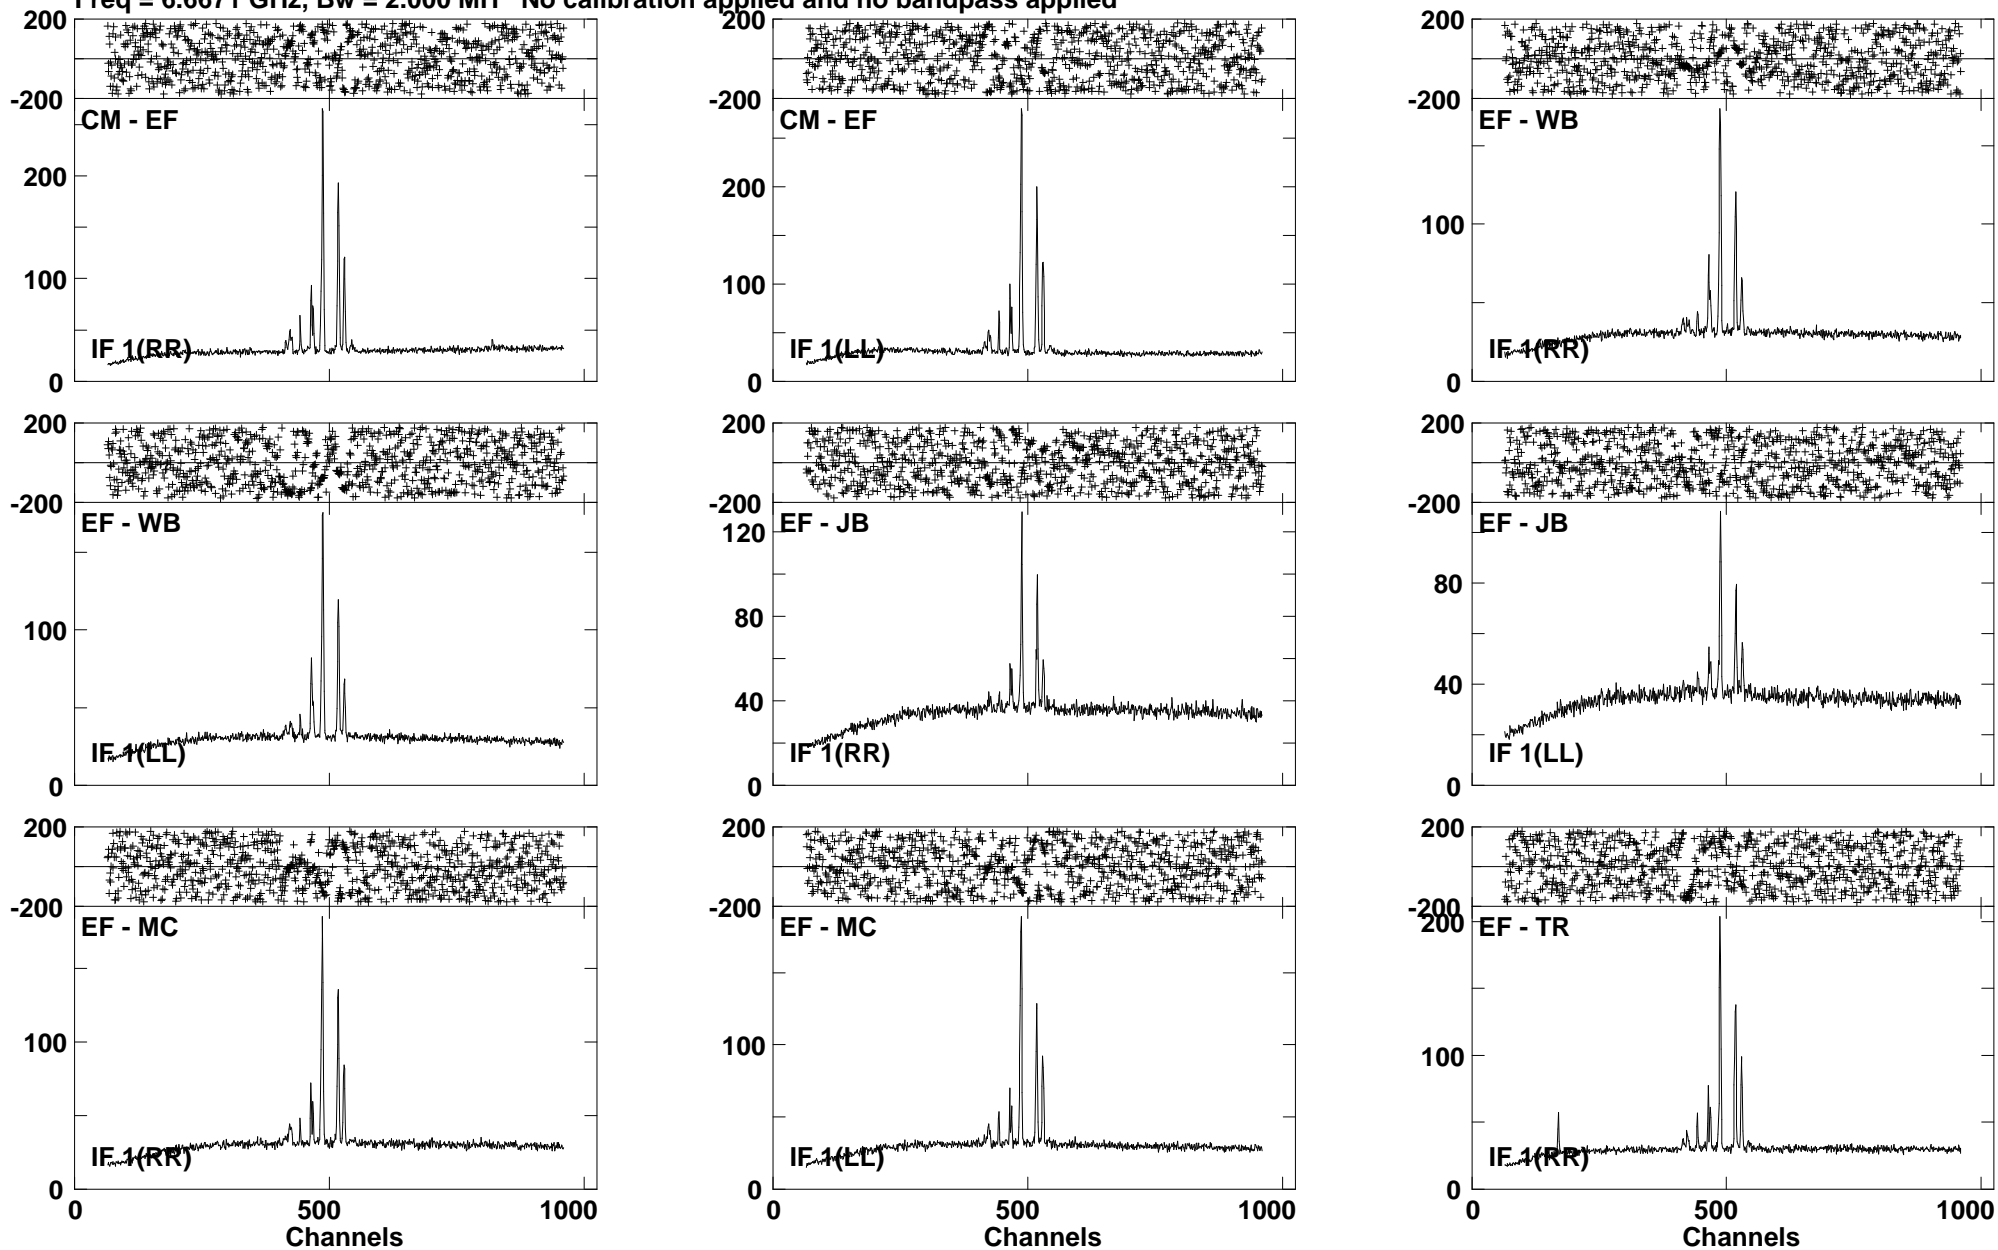 Freq = 6.6671 GHz, Bw = 2.000 MH No calibration applied and no bandpass applied
200
-200
CM - EF
200
100
0
IF 1(RR)
-200
CM - EF
200
100
0
IF 1(LL)
200
-200
EF - WB
100
0
IF 1(RR)
200
-200
EF - WB
100
0
IF 1(LL)
200
-200
EF - JB
120
80
40
0
IF 1(RR)
200
-200
EF - JB
80
40
0
IF 1(LL)
200
-200
EF - MC
100
0
IF 1(RR)
0
500
1000
Channels
200
-200
EF - MC
100
0
IF 1(LL)
0
500
1000
Channels
200
-200
200
EF - TR
100
0
IF 1(RR)
0
500
1000
Channels